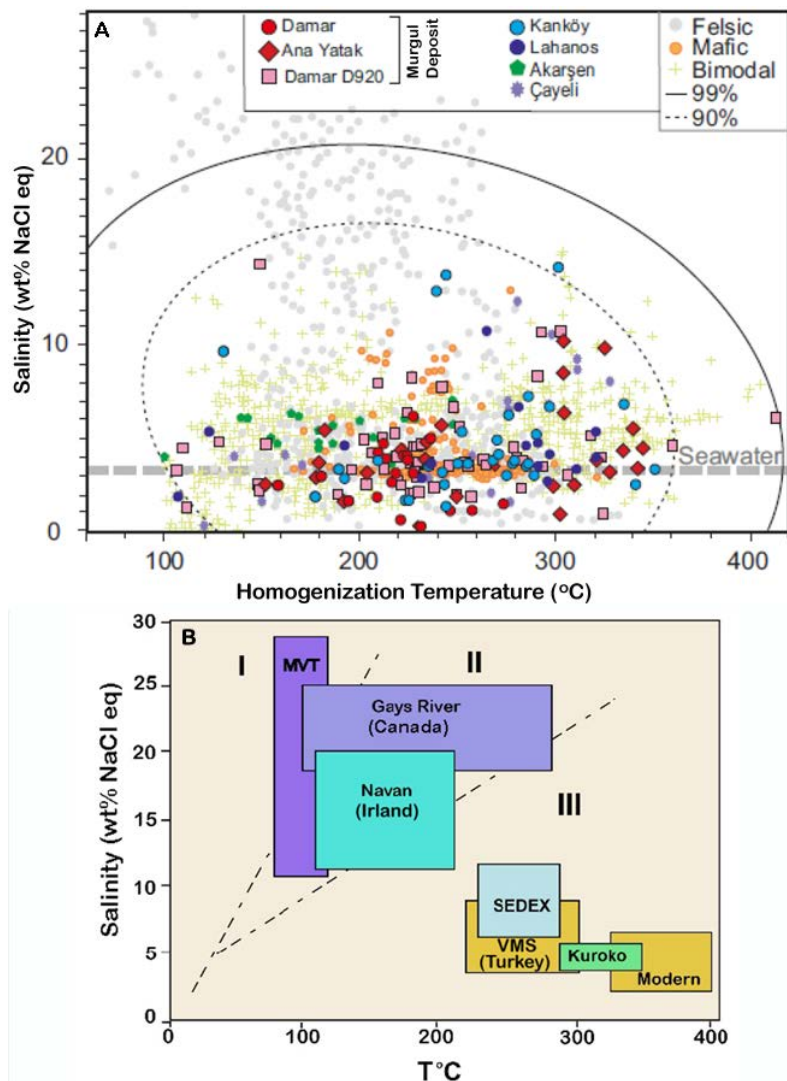 A
Damar
Ana Yatak
Damar D920
Murgul
Deposit
Kanköy
Lahanos
Akarşen
Çayeli
Felsic
Mafic
Bimodal
99%
90%
Salinity (wt% NaCl eq)
20
10
0
Seawater
100
200
300
400
Homogenization Temperature (°C)
B
Salinity (wt% NaCl eq)
30
25
20
15
10
5
0
I
MVT
II
Gays River
(Canada)
Navan
(Irland)
III
SEDEX
VMS
(Turkey)
Kuroko
Modern
0
100
200
300
400
T°C